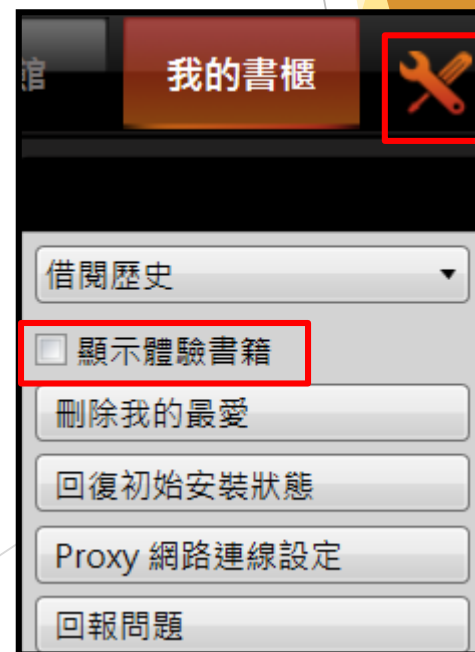 館 我的書櫃
借閱歷史
顯示體驗書籍
刪除我的最愛
回復初始安裝狀態
Proxy 網路連線設定
回報問題